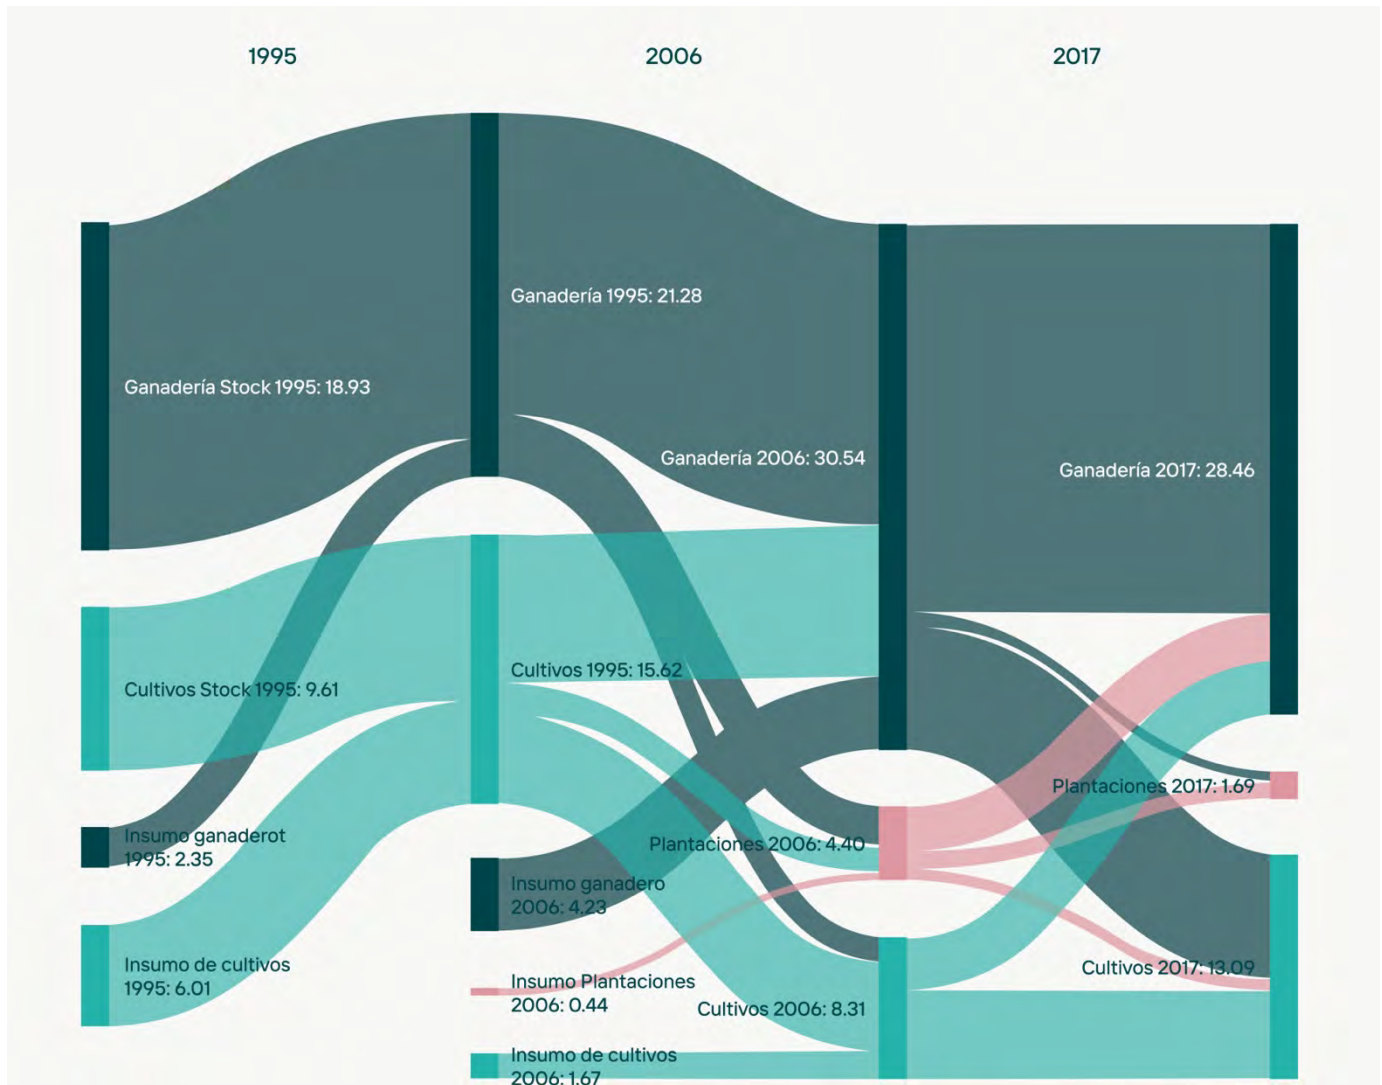 1995
2006
2017
Ganadería 1995: 21.28
Ganadería Stock 1995: 18.93
Ganadería 2006: 30.54
Ganadería 2017: 28.46
Cultivos 1995: 15.62
Cultivos Stock 1995: 9.61
Plantaciones 2017: 1.69
Insumo ganaderot
1995: 2.35
Plantaciones 2006: 4.40
Insumo ganadero
2006: 4.23
Insumo de cultivos
1995: 6.01
Cultivos 2017: 13.09
Insumo Plantaciones
2006: 0.44
Cultivos 2006: 8.31
Insumo de cultivos
2006: 1.67